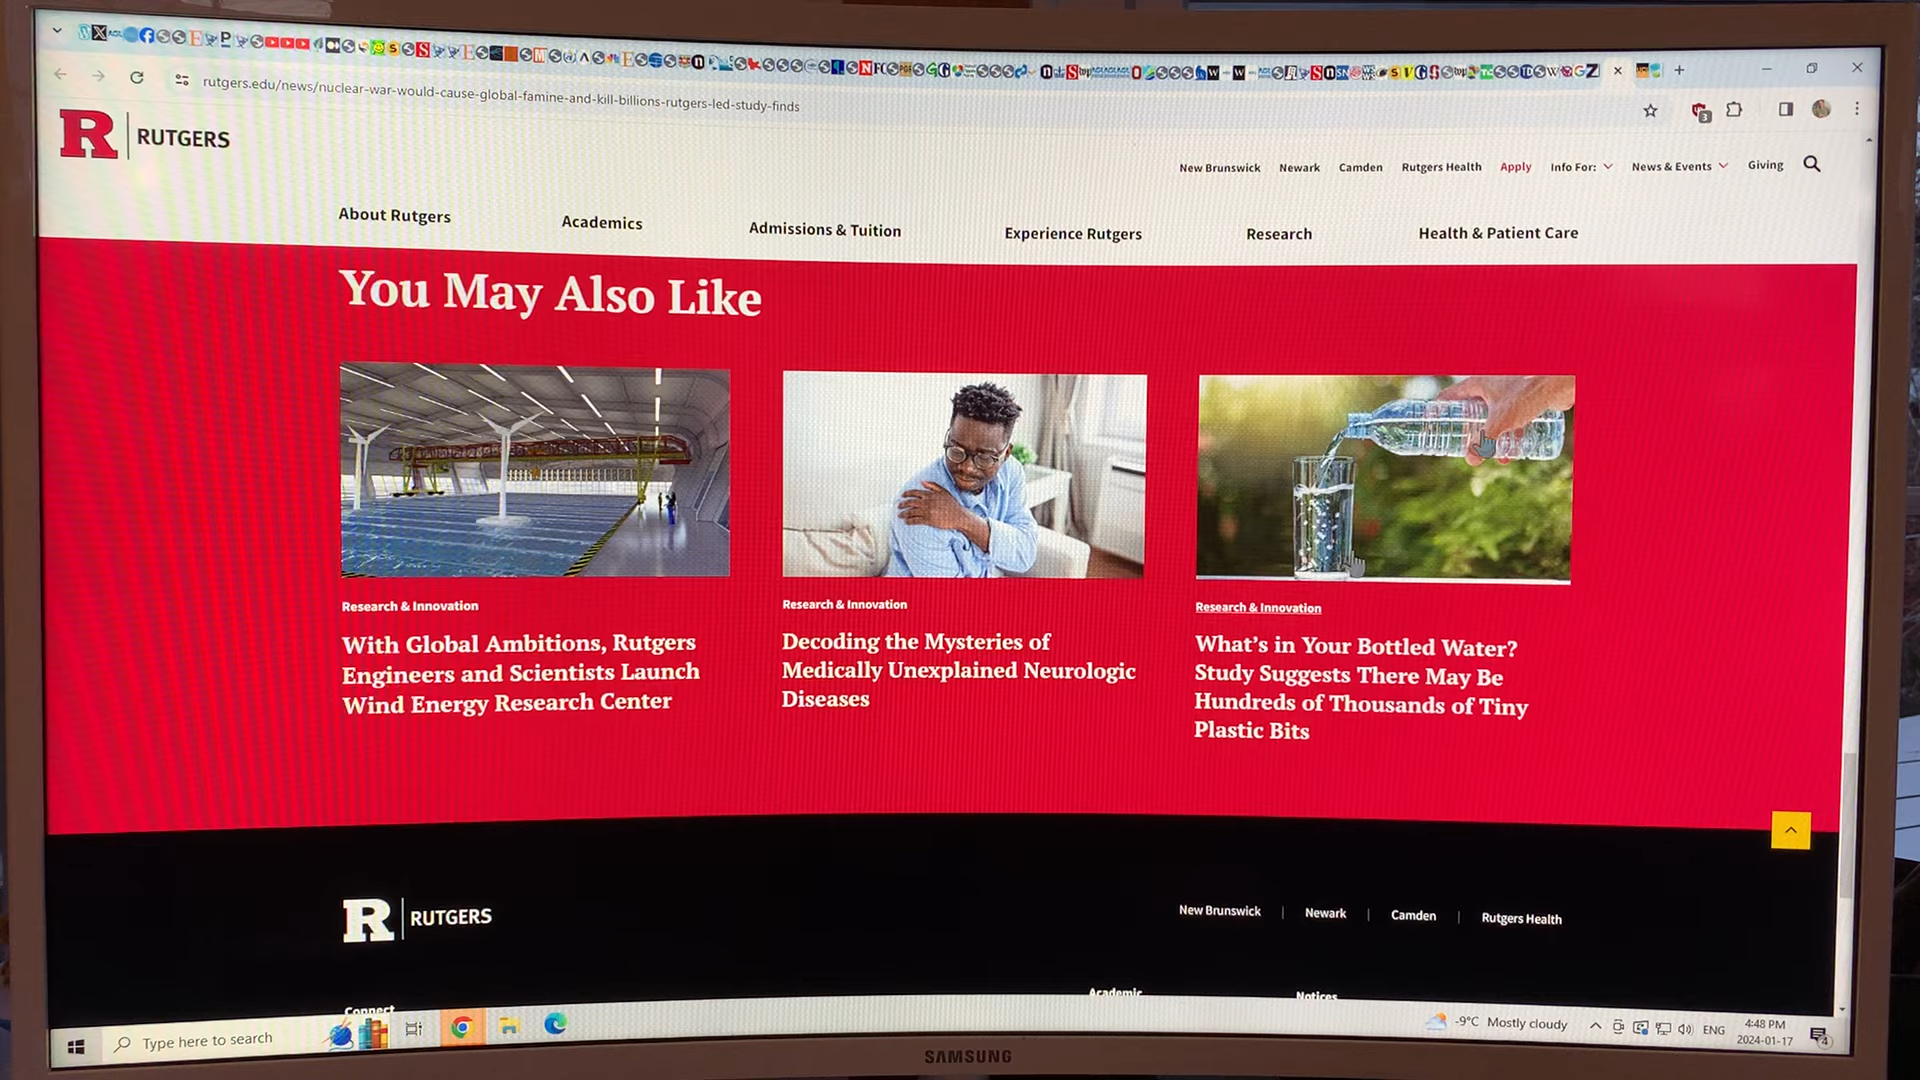 rutgers.edu/news/nuclear-war-would-cause-global-famine-and-kill-billions-rutgers-led-study-finds
3
R RUTGERS
New Brunswick Newark Camden Rutgers Health Apply Info For: News & Events Giving
About Rutgers Academics Admissions & Tuition Experience Rutgers Research Health & Patient Care
You May Also Like
Research & Innovation
With Global Ambitions, Rutgers
Engineers and Scientists Launch
Wind Energy Research Center
Research & Innovation
Decoding the Mysteries of
Medically Unexplained Neurologic
Diseases
Research & Innovation
What's in Your Bottled Water?
Study Suggests There May Be
Hundreds of Thousands of Tiny
Plastic Bits
R RUTGERS
New Brunswick | Newark | Camden | Rutgers Health
Connect
Academic
Notices
Type here to search
-9°C Mostly cloudy
ENG
4:48 PM
2024-01-17
4
SAMSUNG